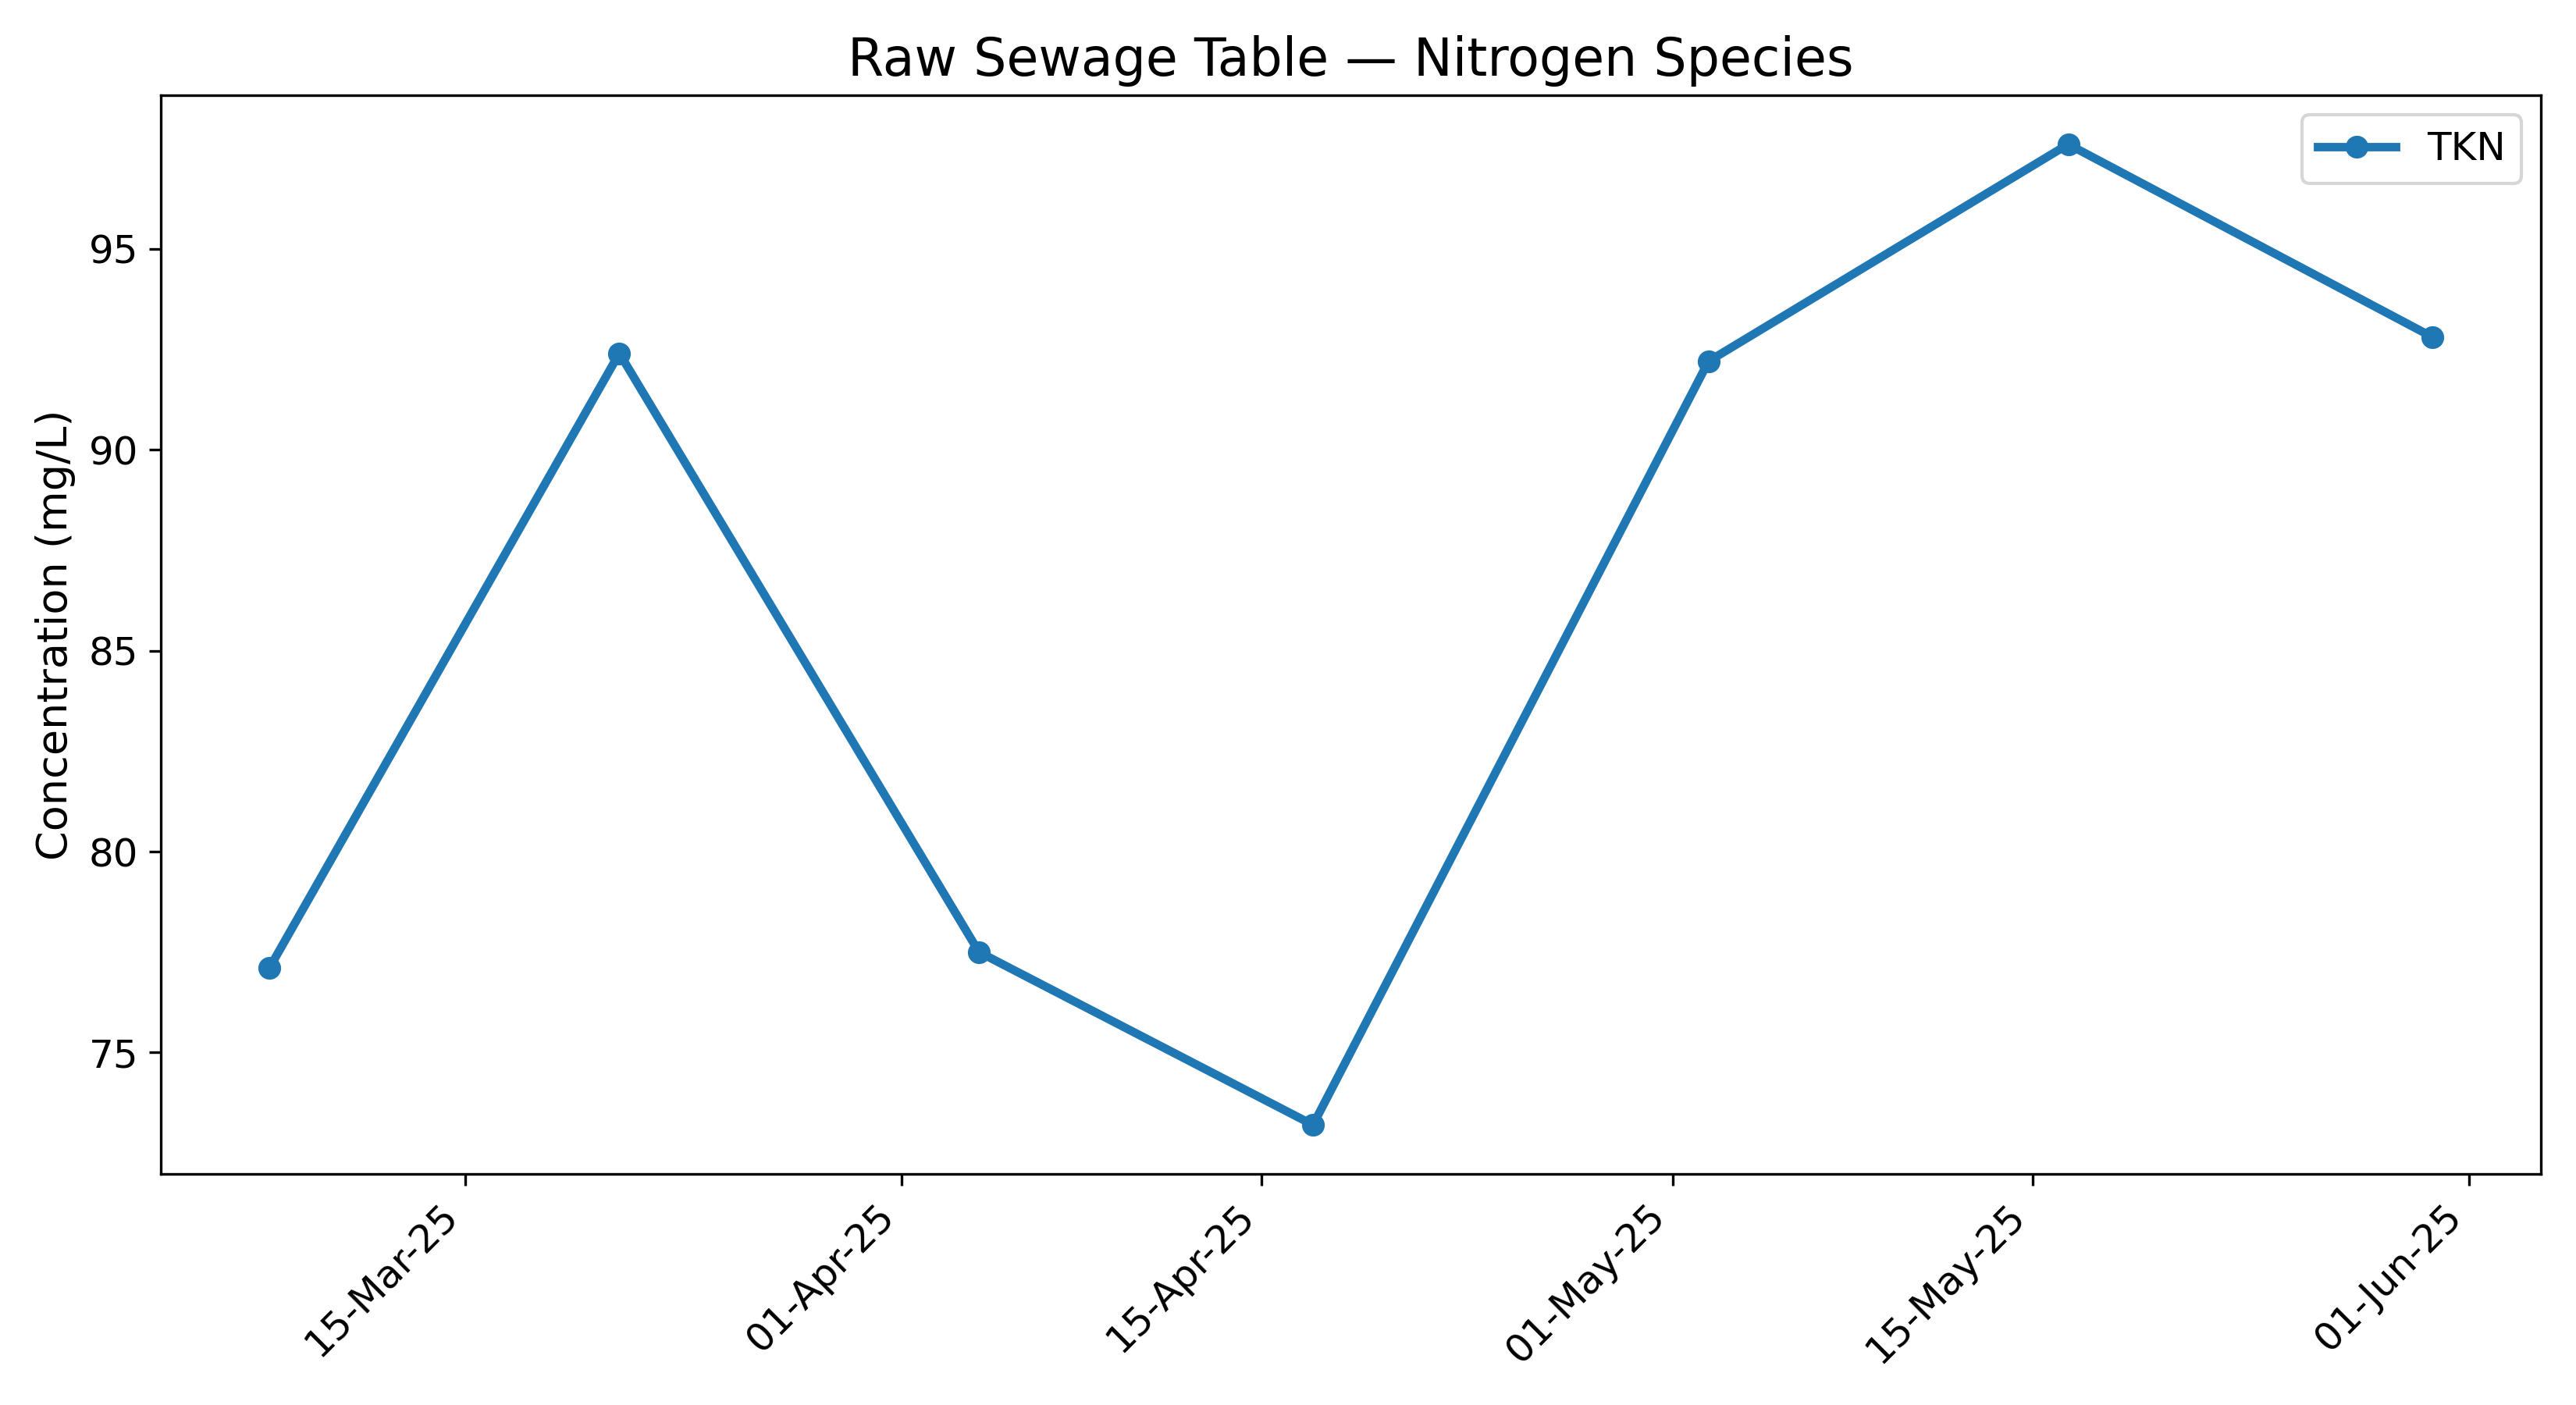 Raw Sewage Table — Nitrogen Species
TKN
Concentration (mg/L)
95
90
85
80
75
15-Mar-25
01-Apr-25
15-Apr-25
01-May-25
15-May-25
01-Jun-25